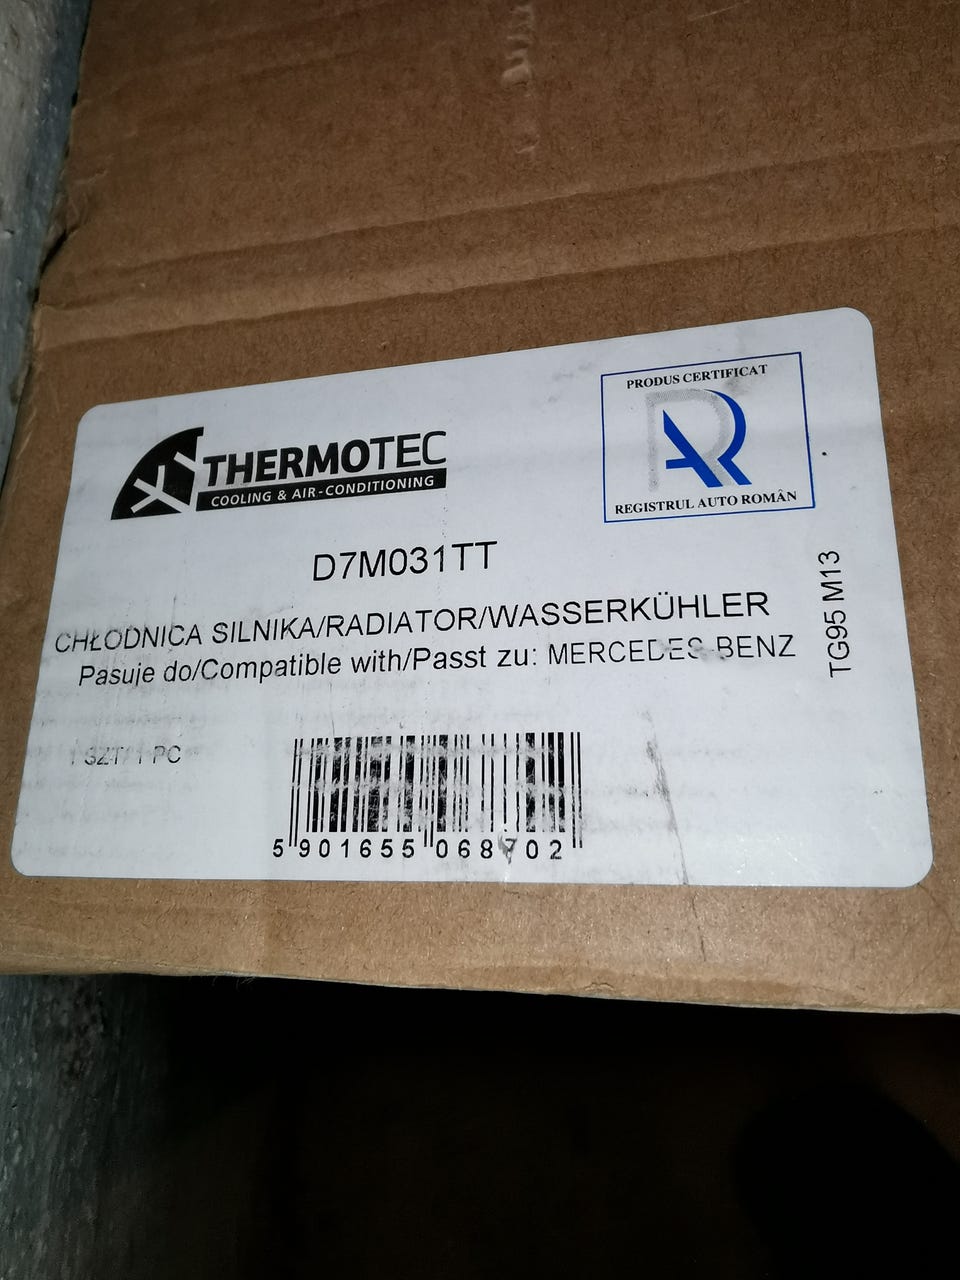 THERMOTEC
COOLING & AIR-CONDITIONING
PRODUS CERTIFICAT
AR
REGISTRUL AUTO ROMÂN
D7M031TT
CHŁODNICA SILNIKA/RADIATOR/WASSERKÜHLER
Pasuje do/Compatible with/Passt zu: MERCEDES-BENZ
TG95 M13
1 SZT/1 PC
5 901655 068702